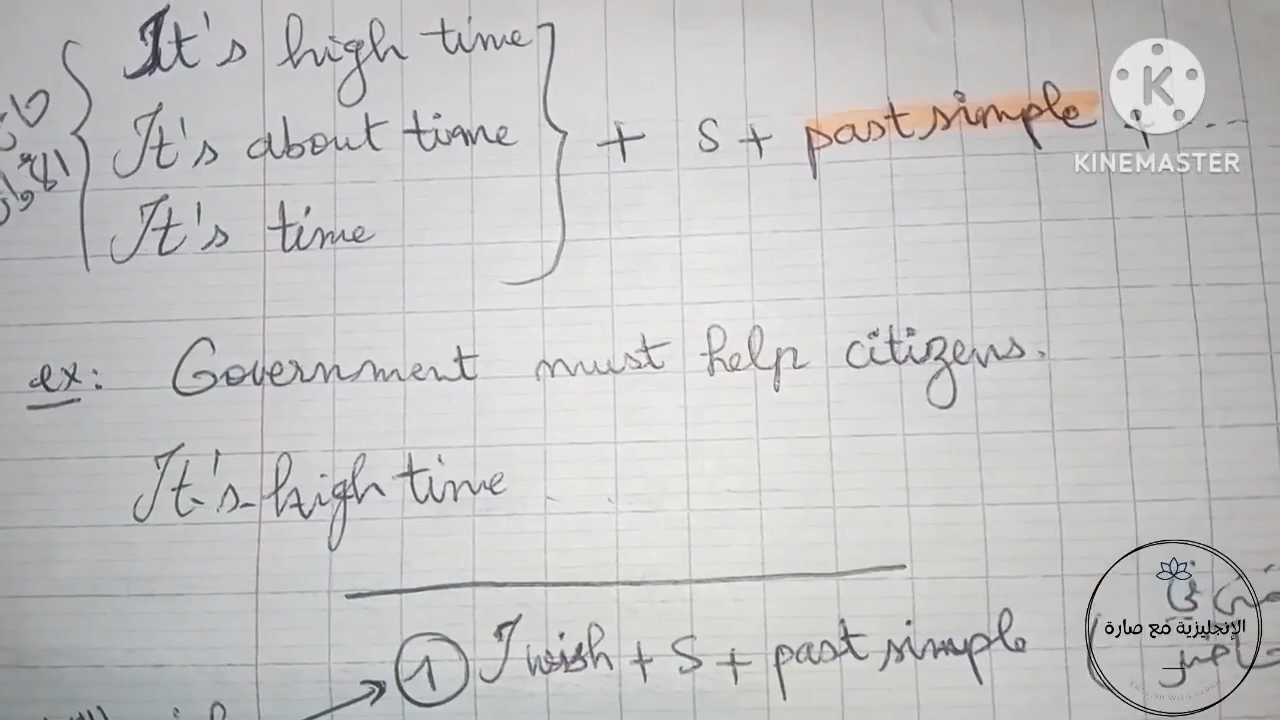 It's high time
It's about time
It's time
+ S + past simple + ...
KINEMASTER
ex: Government must help citizens.
It's high time
① I wish + S + past simple
الإنجليزية مع صارة